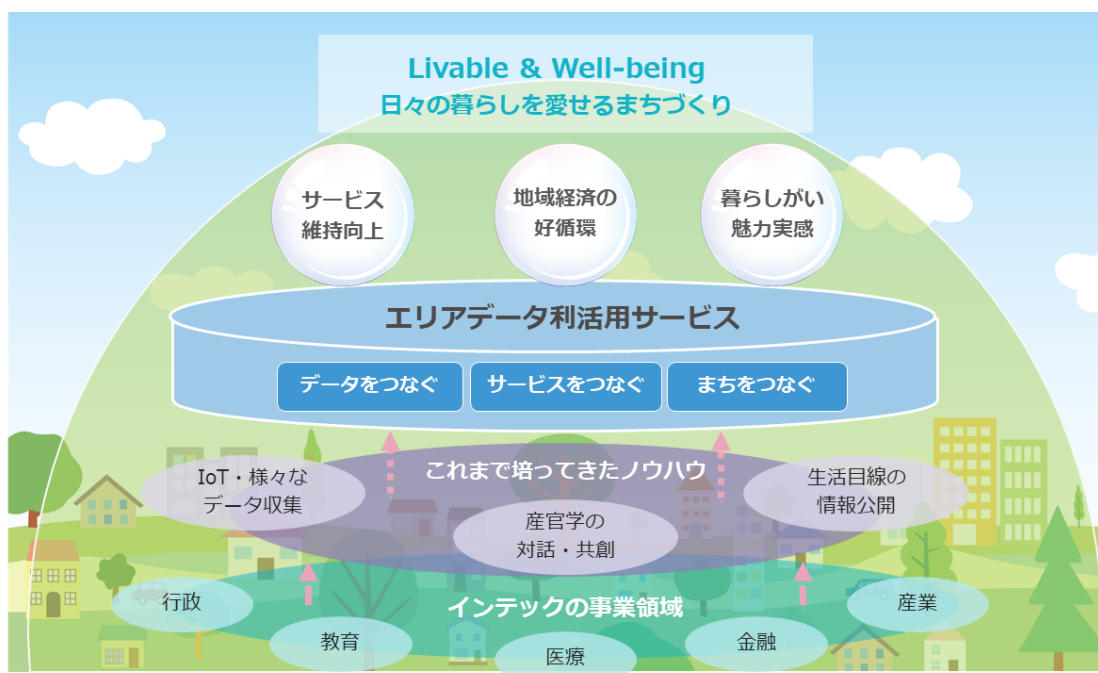 Livable & Well-being
日々の暮らしを愛せるまちづくり
サービス
維持向上
地域経済の
好循環
暮らしがい
魅力実感
エリアデータ利活用サービス
データをつなぐ
サービスをつなぐ
まちをつなぐ
これまで培ってきたノウハウ
IoT・様々な
データ収集
産官学の
対話・共創
生活目線の
情報公開
インテックの事業領域
行政
教育
医療
金融
産業